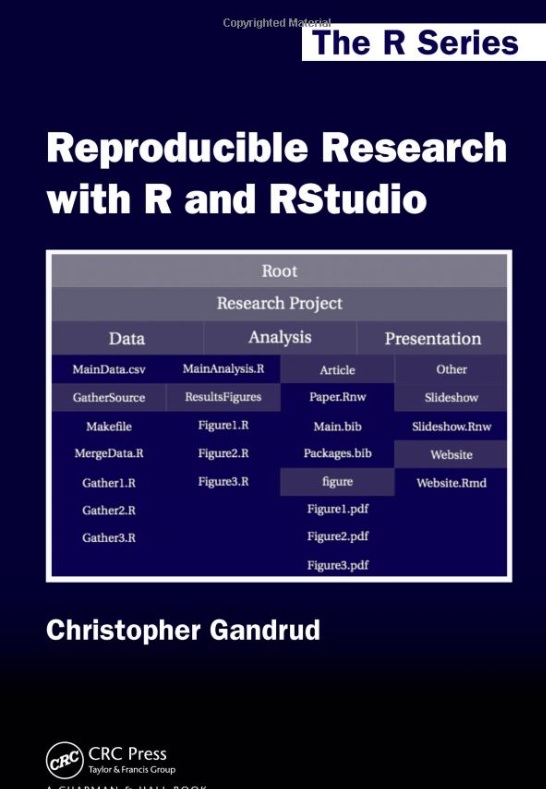 Copyrighted Material
The R Series
Reproducible Research
with R and RStudio
Root
Research Project
Data Analysis Presentation
MainData.csv MainAnalysis.R Article Other
GatherSource ResultsFigures Paper.Rnw Slideshow
Makefile Figure1.R Main.bib Slideshow.Rnw
MergeData.R Figure2.R Packages.bib Website
Gather1.R Figure3.R figure Website.Rmd
Gather2.R Figure1.pdf
Gather3.R Figure2.pdf
Figure3.pdf
Christopher Gandrud
CRC CRC Press
Taylor & Francis Group
A CHAPMAN & HALL BOOK